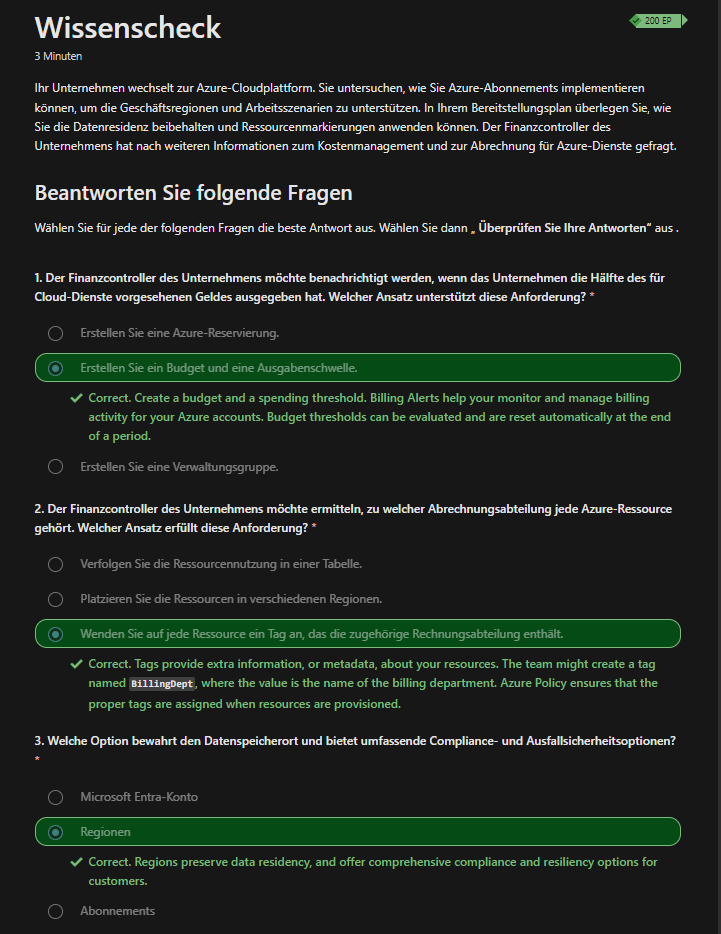 Wissenscheck
200 EP
3 Minuten
Ihr Unternehmen wechselt zur Azure-Cloudplattform. Sie untersuchen, wie Sie Azure-Abonnements implementieren
können, um die Geschäftsregionen und Arbeitsszenarien zu unterstützen. In Ihrem Bereitstellungsplan überlegen Sie, wie
Sie die Datenresidenz beibehalten und Ressourcenmarkierungen anwenden können. Der Finanzcontroller des
Unternehmens hat nach weiteren Informationen zum Kostenmanagement und zur Abrechnung für Azure-Dienste gefragt.
Beantworten Sie folgende Fragen
Wählen Sie für jede der folgenden Fragen die beste Antwort aus. Wählen Sie dann „ Überprüfen Sie Ihre Antworten“ aus .
1. Der Finanzcontroller des Unternehmens möchte benachrichtigt werden, wenn das Unternehmen die Hälfte des für
Cloud-Dienste vorgesehenen Geldes ausgegeben hat. Welcher Ansatz unterstützt diese Anforderung? *
Erstellen Sie eine Azure-Reservierung.
Erstellen Sie ein Budget und eine Ausgabenschwelle.
Correct. Create a budget and a spending threshold. Billing Alerts help your monitor and manage billing
activity for your Azure accounts. Budget thresholds can be evaluated and are reset automatically at the end
of a period.
Erstellen Sie eine Verwaltungsgruppe.
2. Der Finanzcontroller des Unternehmens möchte ermitteln, zu welcher Abrechnungsabteilung jede Azure-Ressource
gehört. Welcher Ansatz erfüllt diese Anforderung? *
Verfolgen Sie die Ressourcennutzung in einer Tabelle.
Platzieren Sie die Ressourcen in verschiedenen Regionen.
Wenden Sie auf jede Ressource ein Tag an, das die zugehörige Rechnungsabteilung enthält.
Correct. Tags provide extra information, or metadata, about your resources. The team might create a tag
named BillingDept, where the value is the name of the billing department. Azure Policy ensures that the
proper tags are assigned when resources are provisioned.
3. Welche Option bewahrt den Datenspeicherort und bietet umfassende Compliance- und Ausfallsicherheitsoptionen?
*
Microsoft Entra-Konto
Regionen
Correct. Regions preserve data residency, and offer comprehensive compliance and resiliency options for
customers.
Abonnements